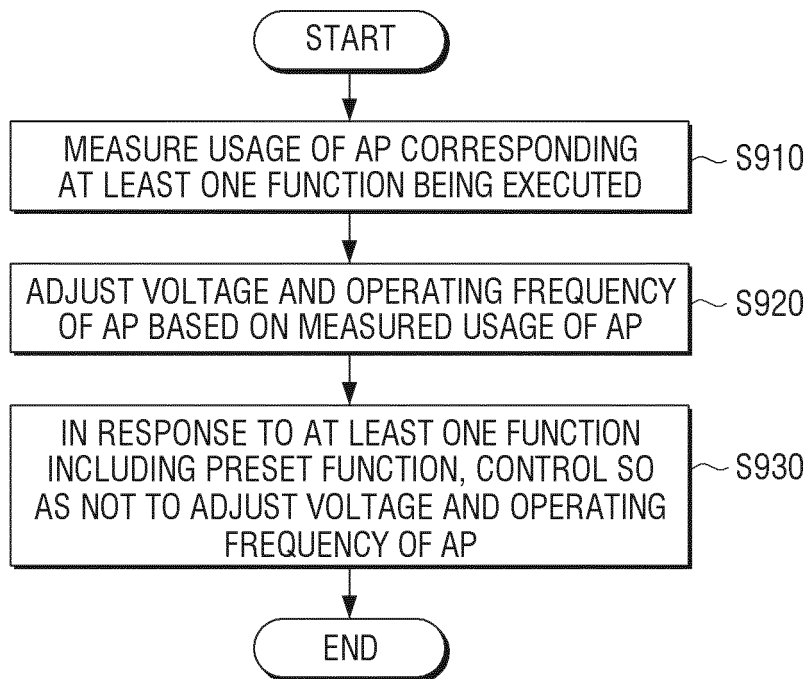 START
MEASURE USAGE OF AP CORRESPONDING
AT LEAST ONE FUNCTION BEING EXECUTED
S910
ADJUST VOLTAGE AND OPERATING FREQUENCY
OF AP BASED ON MEASURED USAGE OF AP
S920
IN RESPONSE TO AT LEAST ONE FUNCTION
INCLUDING PRESET FUNCTION, CONTROL SO
AS NOT TO ADJUST VOLTAGE AND OPERATING
FREQUENCY OF AP
S930
END